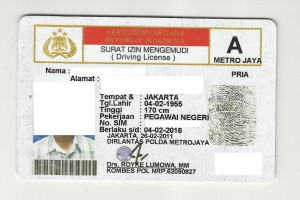 KEPOLISIAN NEGARA
REPUBLIK INDONESIA
SURAT IZIN MENGEMUDI
( Driving License )
A
METRO JAYA
Nama :
Alamat :
PRIA
Tempat & : JAKARTA
Tgl.Lahir : 04-02-1955
Tinggi : 170 cm
Pekerjaan : PEGAWAI NEGERI
No. SIM :
Berlaku s/d : 04-02-2016
JAKARTA, 26-02-2011
DIRLANTAS POLDA METROJAYA
Drs. ROYKE LUMOWA, MM
KOMBES POL NRP.62090827